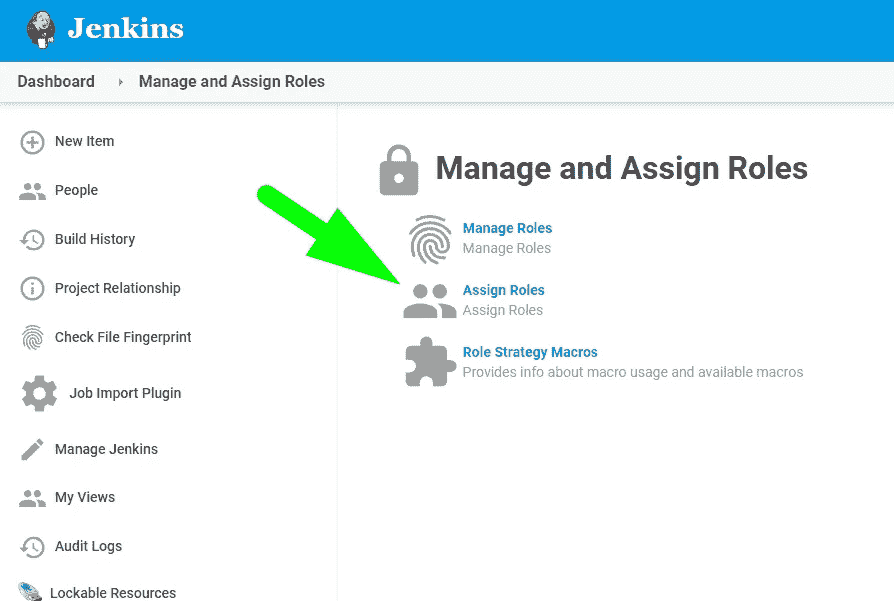 Jenkins
Dashboard
Manage and Assign Roles
New Item
People
Build History
Project Relationship
Check File Fingerprint
Job Import Plugin
Manage Jenkins
My Views
Audit Logs
Lockable Resources
Manage and Assign Roles
Manage Roles
Manage Roles
Assign Roles
Assign Roles
Role Strategy Macros
Provides info about macro usage and available macros